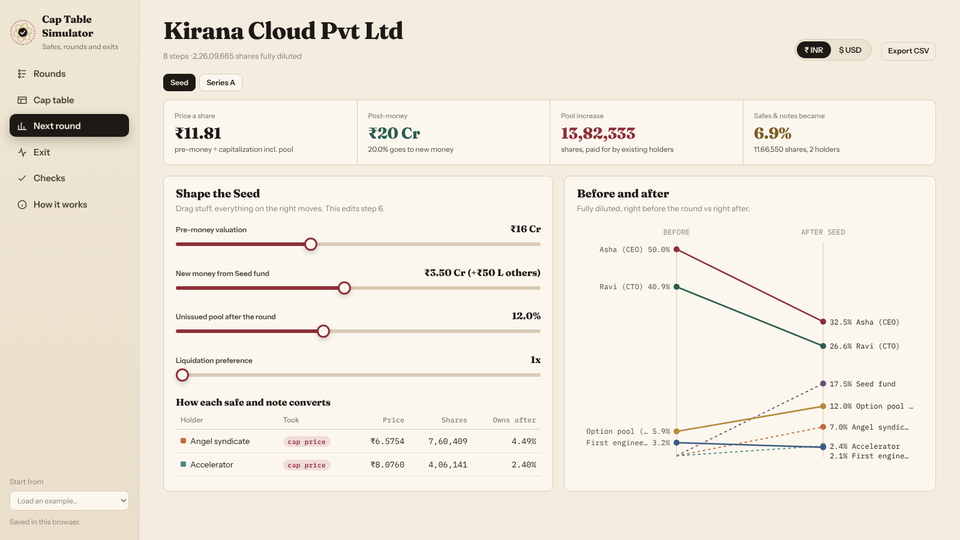 Cap Table
Simulator
Safes, rounds and exits
Rounds
Cap table
Next round
Exit
Checks
How it works
Start from
Load an example...
Saved in this browser.
Kirana Cloud Pvt Ltd
8 steps · 2,26,09,665 shares fully diluted
₹ INR
$ USD
Export CSV
Seed
Series A
Price a share
₹11.81
pre-money ÷ capitalization incl. pool
Post-money
₹20 Cr
20.0% goes to new money
Pool increase
13,82,333
shares, paid for by existing holders
Safes & notes became
6.9%
11,66,550 shares, 2 holders
Shape the Seed
Drag stuff, everything on the right moves. This edits step 6.
Pre-money valuation ₹16 Cr
New money from Seed fund ₹3.50 Cr (+₹50 L others)
Unissued pool after the round 12.0%
Liquidation preference 1x
How each safe and note converts
Holder Took Price Shares Owns after
Angel syndicate cap price ₹6.5754 7,60,409 4.49%
Accelerator cap price ₹8.0760 4,06,141 2.40%
Before and after
Fully diluted, right before the round vs right after.
BEFORE AFTER SEED
Asha (CEO) 50.0%
Ravi (CTO) 40.9%
32.5% Asha (CEO)
26.6% Ravi (CTO)
17.5% Seed fund
12.0% Option pool …
7.0% Angel syndic…
Option pool (… 5.9%
First enginee… 3.2%
2.4% Accelerator
2.1% First engine…